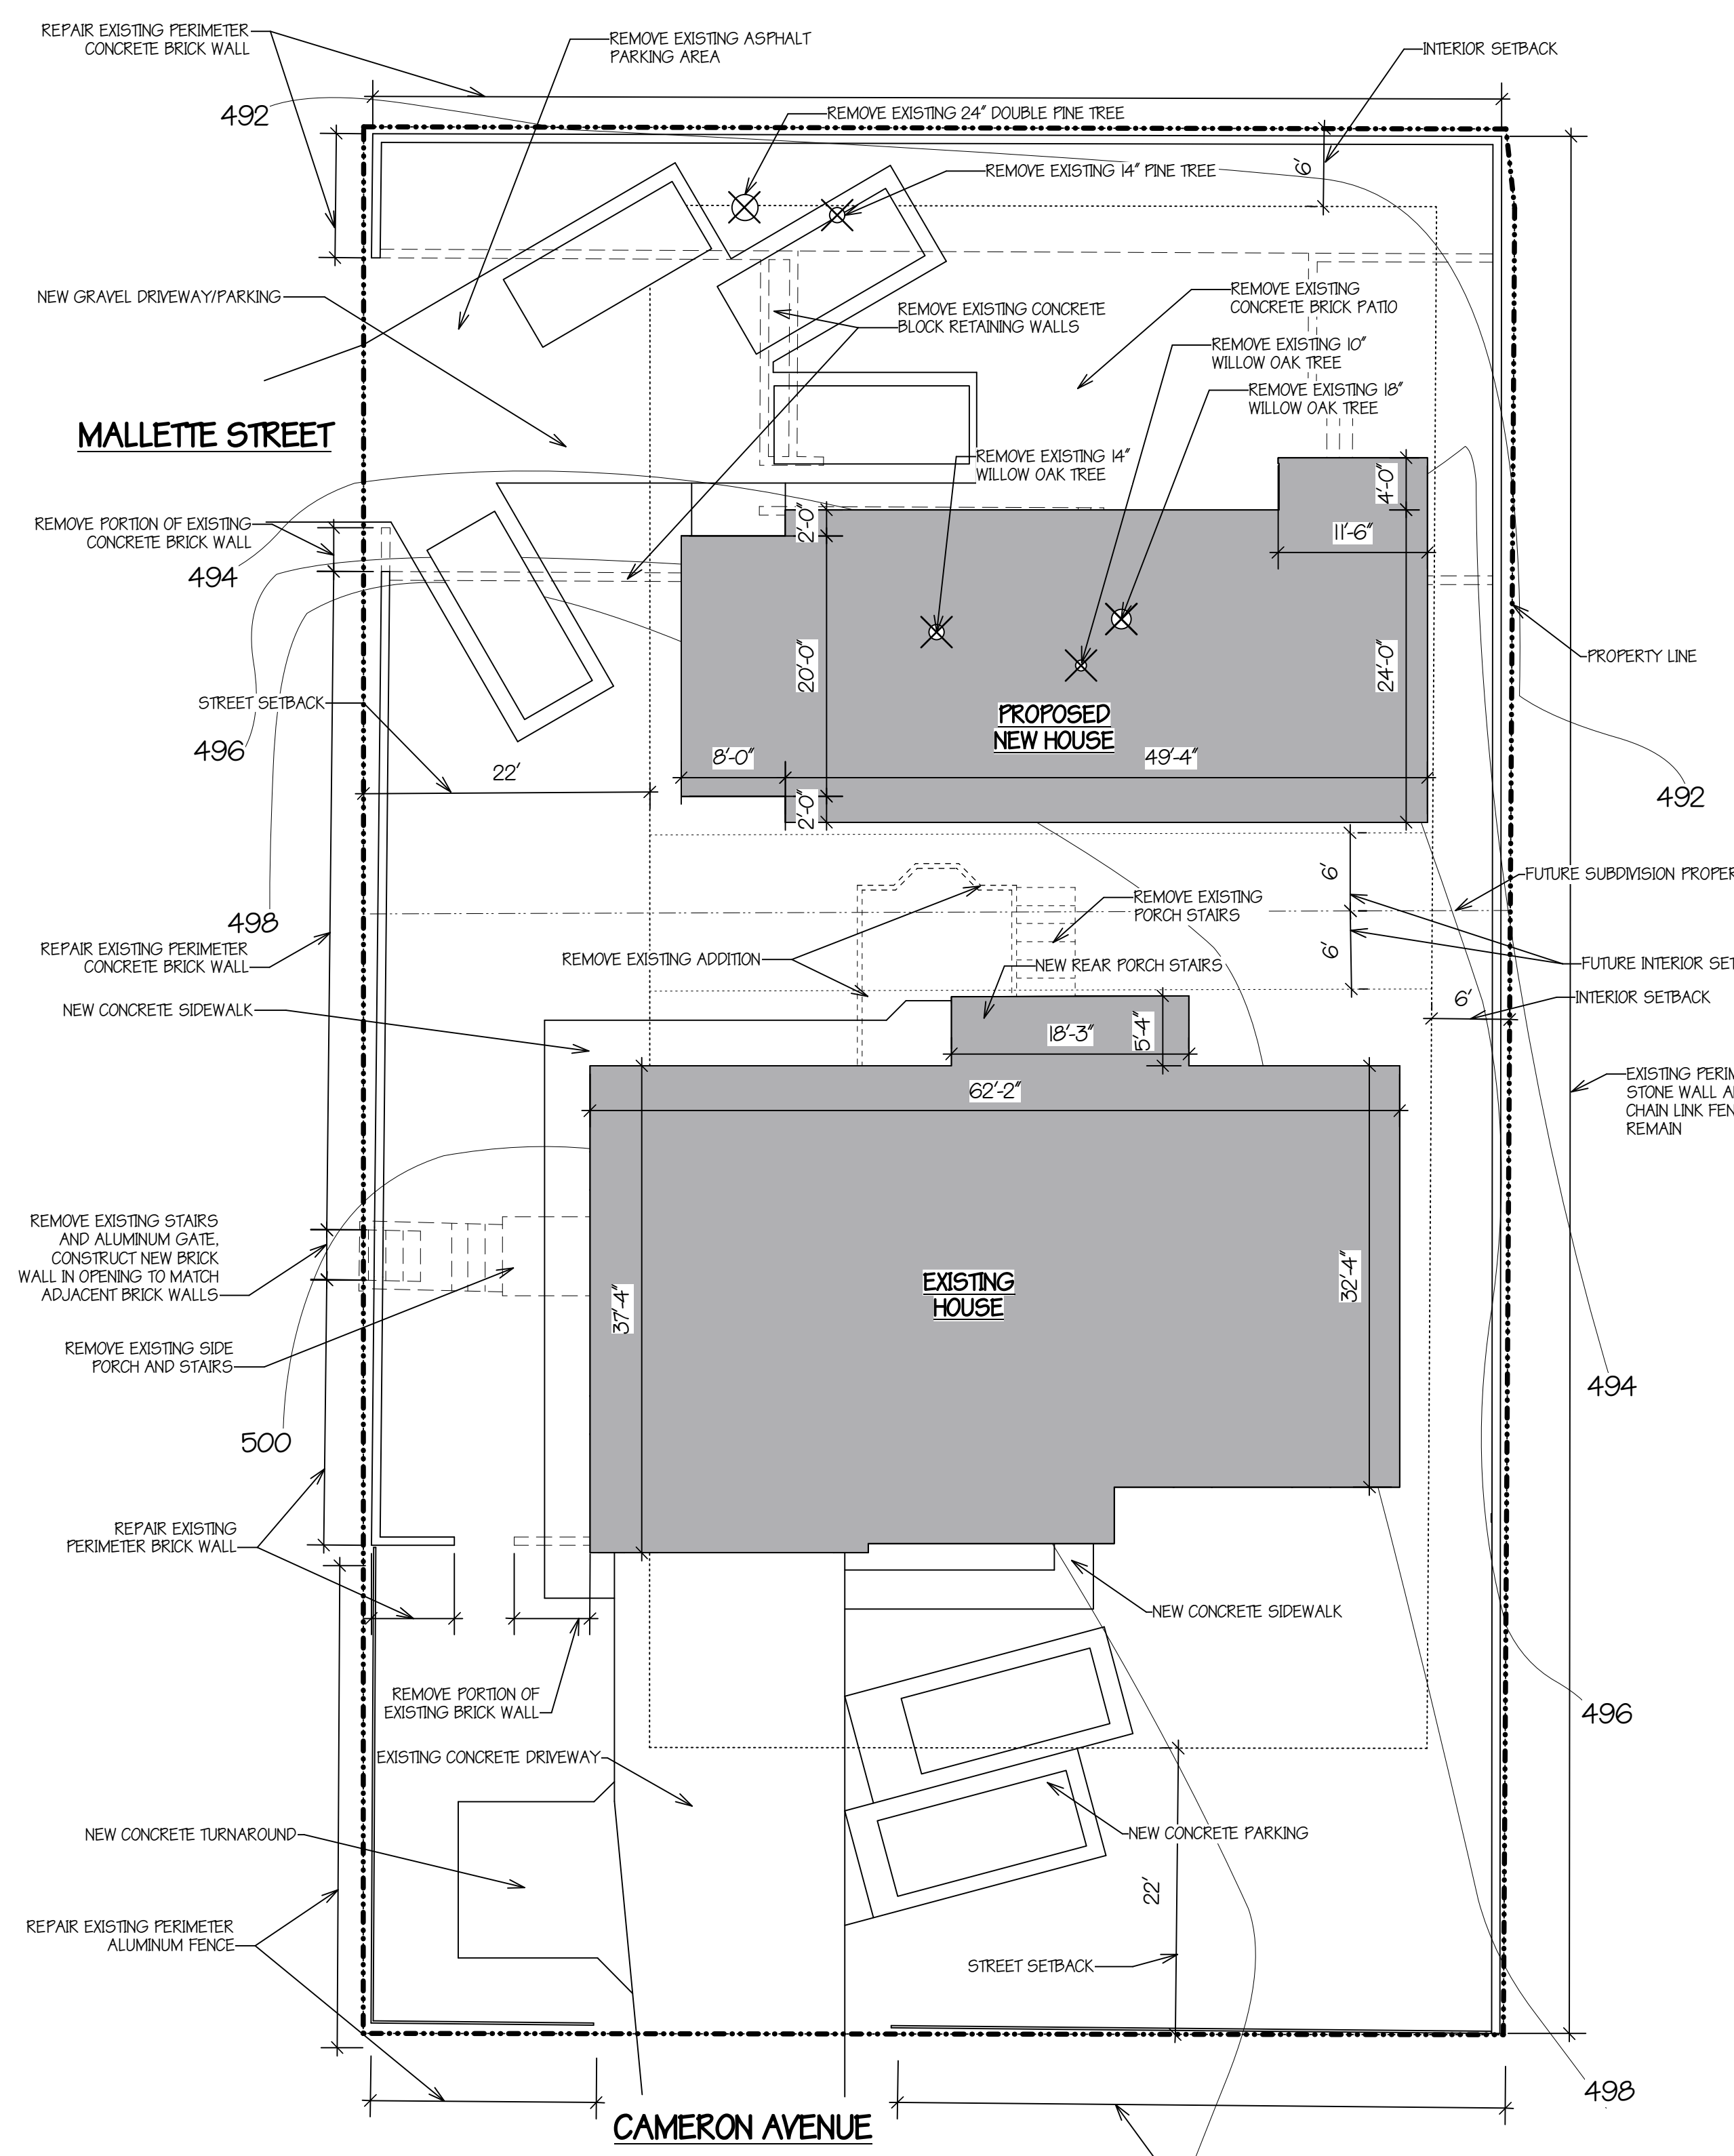 REPAIR EXISTING PERIMETER
CONCRETE BRICK WALL
REMOVE EXISTING ASPHALT
PARKING AREA
INTERIOR SETBACK
492
REMOVE EXISTING 24" DOUBLE PINE TREE
REMOVE EXISTING 14" PINE TREE
6'
NEW GRAVEL DRIVEWAY/PARKING
REMOVE EXISTING CONCRETE
BLOCK RETAINING WALLS
REMOVE EXISTING
CONCRETE BRICK PATIO
REMOVE EXISTING 10"
WILLOW OAK TREE
REMOVE EXISTING 18"
WILLOW OAK TREE
MALLETTE STREET
REMOVE EXISTING 14"
WILLOW OAK TREE
4'-0"
2'-0"
11'-6"
REMOVE PORTION OF EXISTING
CONCRETE BRICK WALL
494
20'-0"
24'-0"
PROPERTY LINE
STREET SETBACK
PROPOSED
NEW HOUSE
496
22'
8'-0"
49'-4"
2'-0"
492
6'
FUTURE SUBDIVISION PROPER
REMOVE EXISTING
PORCH STAIRS
498
REPAIR EXISTING PERIMETER
CONCRETE BRICK WALL
REMOVE EXISTING ADDITION
NEW REAR PORCH STAIRS
6'
FUTURE INTERIOR SET
NEW CONCRETE SIDEWALK
6'
INTERIOR SETBACK
18'-3"
5'-4"
62'-2"
EXISTING PERIM
STONE WALL A
CHAIN LINK FEN
REMAIN
REMOVE EXISTING STAIRS
AND ALUMINUM GATE,
CONSTRUCT NEW BRICK
WALL IN OPENING TO MATCH
ADJACENT BRICK WALLS
37'-4"
EXISTING
HOUSE
32'-4"
REMOVE EXISTING SIDE
PORCH AND STAIRS
494
500
REPAIR EXISTING
PERIMETER BRICK WALL
NEW CONCRETE SIDEWALK
REMOVE PORTION OF
EXISTING BRICK WALL
496
EXISTING CONCRETE DRIVEWAY
NEW CONCRETE TURNAROUND
NEW CONCRETE PARKING
22'
REPAIR EXISTING PERIMETER
ALUMINUM FENCE
STREET SETBACK
498
CAMERON AVENUE